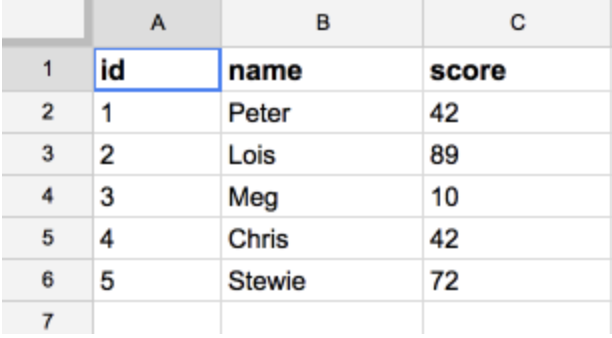 A B C
1 id name score
2 1 Peter 42
3 2 Lois 89
4 3 Meg 10
5 4 Chris 42
6 5 Stewie 72
7